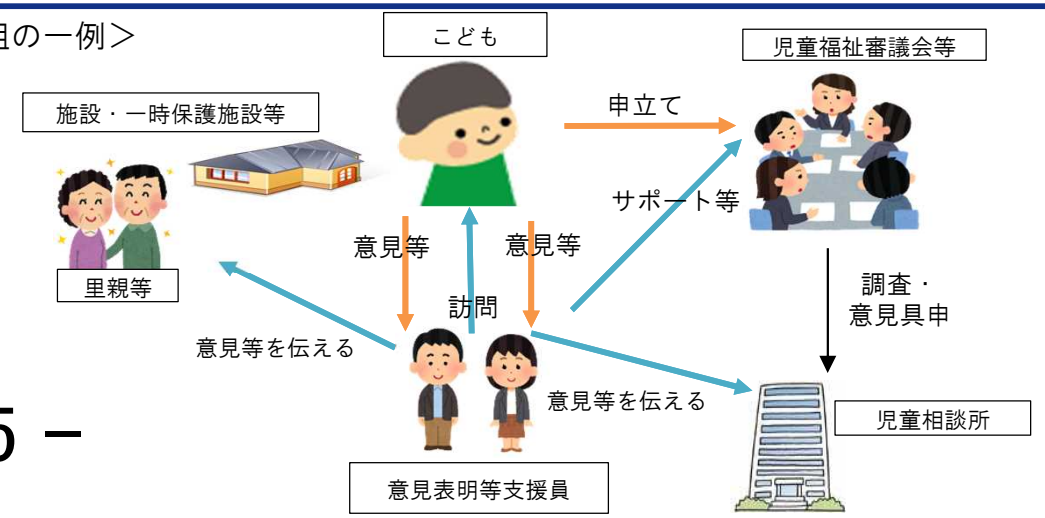 組の一例＞
こども
児童福祉審議会等
施設・一時保護施設等
申立て
サポート等
意見等
意見等
里親等
訪問
調査・
意見具申
意見等を伝える
意見等を伝える
児童相談所
5 －
意見表明等支援員